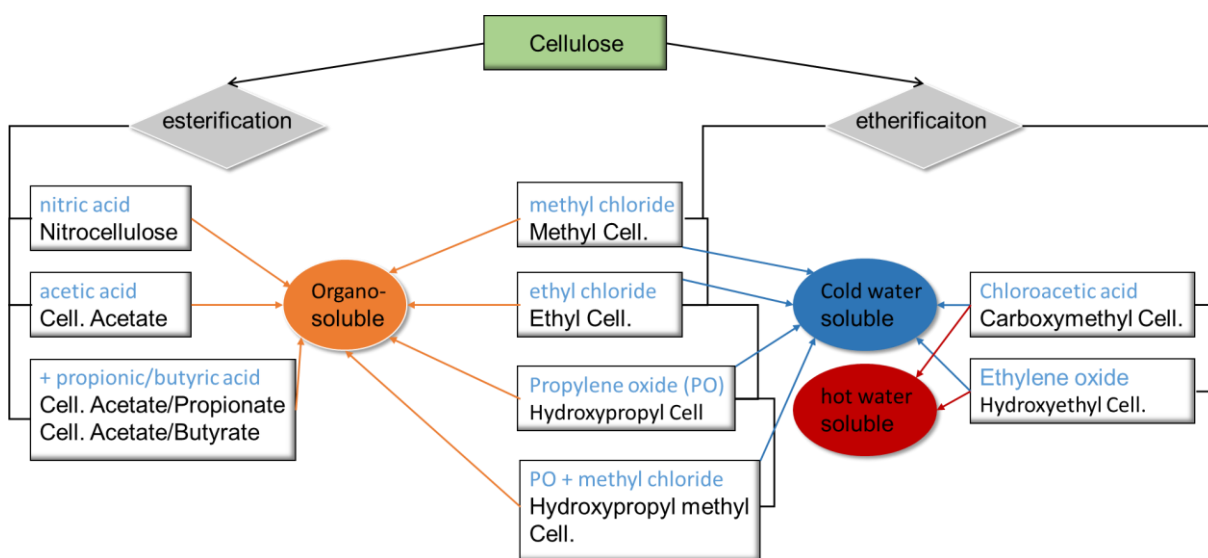 Cellulose
esterification
etherificaiton
nitric acid
Nitrocellulose
acetic acid
Cell. Acetate
+ propionic/butyric acid
Cell. Acetate/Propionate
Cell. Acetate/Butyrate
Organo-
soluble
methyl chloride
Methyl Cell.
ethyl chloride
Ethyl Cell.
Propylene oxide (PO)
Hydroxypropyl Cell
PO + methyl chloride
Hydroxypropyl methyl
Cell.
Cold water
soluble
hot water
soluble
Chloroacetic acid
Carboxymethyl Cell.
Ethylene oxide
Hydroxyethyl Cell.